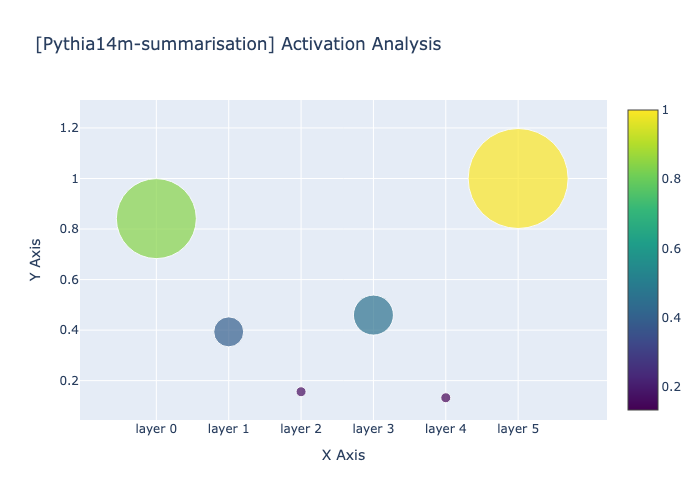 [Pythia14m-summarisation] Activation Analysis
1.2
1
0.8
0.6
0.4
0.2
Y Axis
layer 0
layer 1
layer 2
layer 3
layer 4
layer 5
X Axis
1
0.8
0.6
0.4
0.2